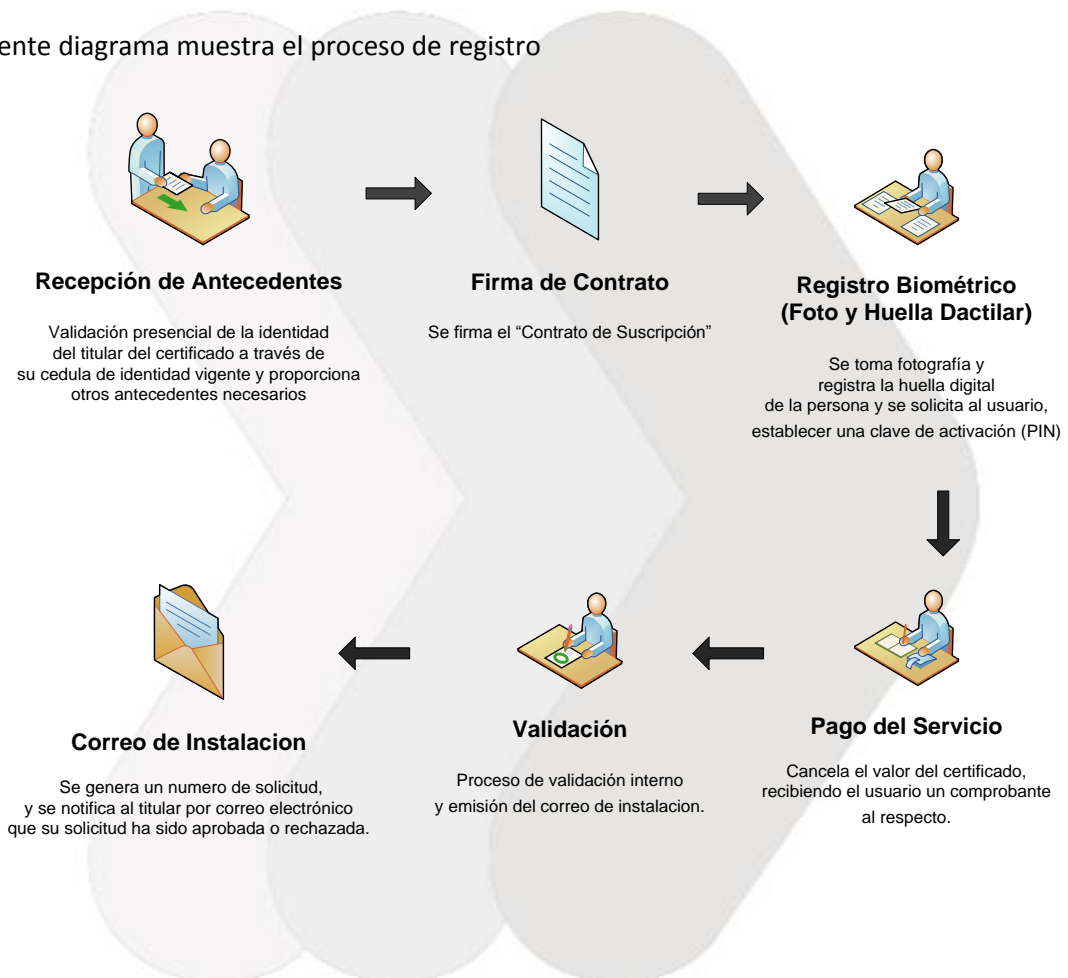 ente diagrama muestra el proceso de registro
Recepción de Antecedentes
Validación presencial de la identidad
del titular del certificado a través de
su cedula de identidad vigente y proporciona
otros antecedentes necesarios
Firma de Contrato
Se firma el “Contrato de Suscripción”
Registro Biométrico
(Foto y Huella Dactilar)
Se toma fotografía y
registra la huella digital
de la persona y se solicita al usuario,
establecer una clave de activación (PIN)
Pago del Servicio
Cancela el valor del certificado,
recibiendo el usuario un comprobante
al respecto.
Validación
Proceso de validación interno
y emisión del correo de instalacion.
Correo de Instalacion
Se genera un numero de solicitud,
y se notifica al titular por correo electrónico
que su solicitud ha sido aprobada o rechazada.